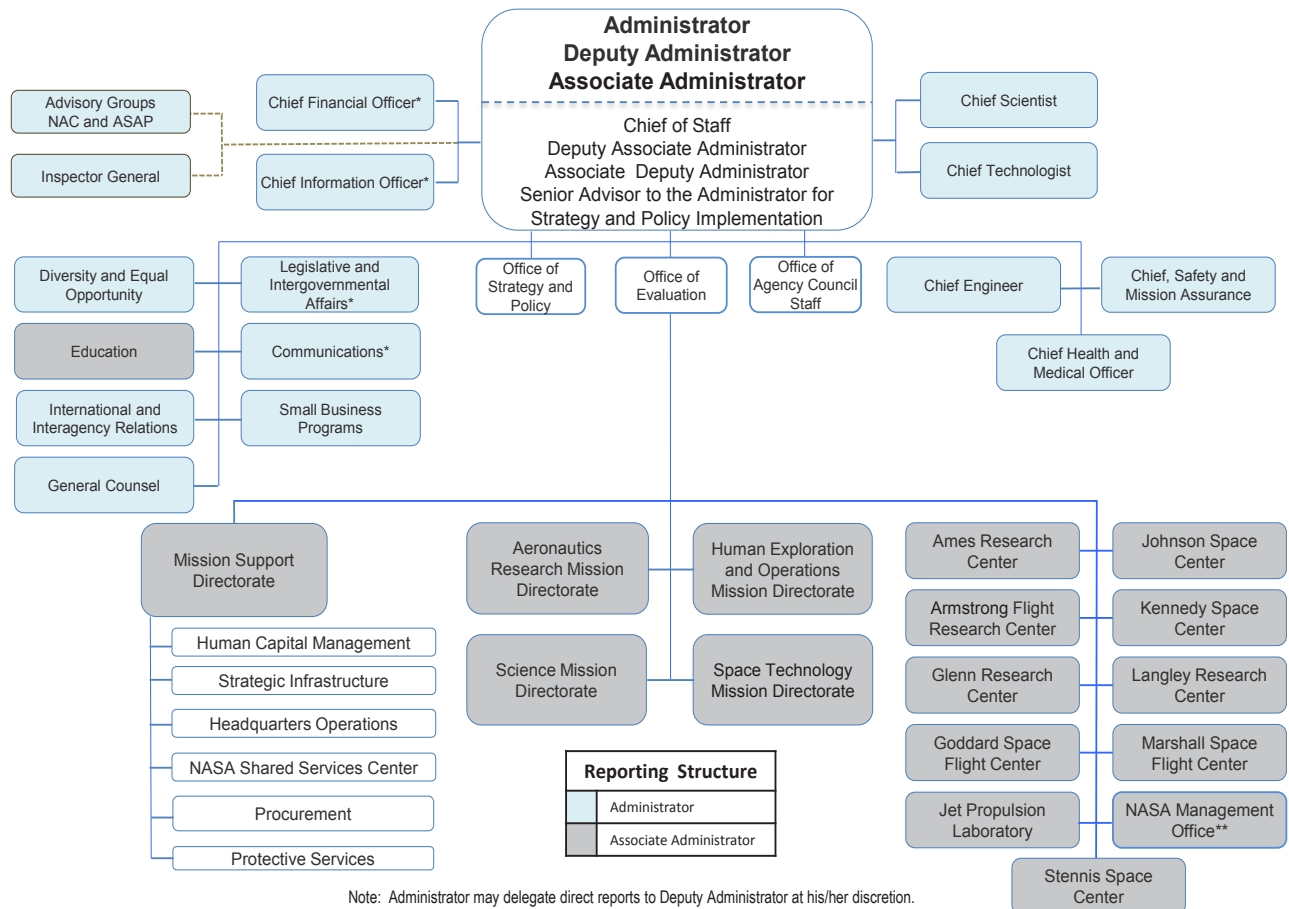 Administrator
Deputy Administrator
Associate Administrator
Chief of Staff
Deputy Associate Administrator
Associate  Deputy Administrator
Senior Advisor to the Administrator for
Strategy and Policy Implementation
Advisory Groups
NAC and ASAP
Inspector General
Chief Financial Officer*
Chief Information Officer*
Chief Scientist
Chief Technologist
Diversity and Equal
Opportunity
Legislative and
Intergovernmental
Affairs*
Education
Communications*
International and
Interagency Relations
Small Business
Programs
General Counsel
Office of
Strategy and
Policy
Office of
Evaluation
Office of
Agency Council
Staff
Chief Engineer
Chief, Safety and
Mission Assurance
Chief Health and
Medical Officer
Mission Support
Directorate
Human Capital Management
Strategic Infrastructure
Headquarters Operations
NASA Shared Services Center
Procurement
Protective Services
Aeronautics
Research Mission
Directorate
Human Exploration
and Operations
Mission Directorate
Science Mission
Directorate
Space Technology
Mission Directorate
Reporting Structure
Administrator
Associate Administrator
Ames Research
Center
Johnson Space
Center
Armstrong Flight
Research Center
Kennedy Space
Center
Glenn Research
Center
Langley Research
Center
Goddard Space
Flight Center
Marshall Space
Flight Center
Jet Propulsion
Laboratory
NASA Management
Office**
Stennis Space
Center
Note:  Administrator may delegate direct reports to Deputy Administrator at his/her discretion.